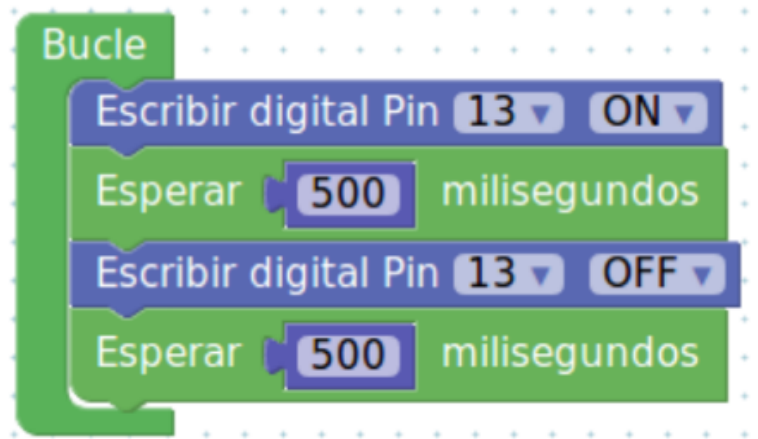 Bucle
Escribir digital Pin 13 ON
Esperar 500 milisegundos
Escribir digital Pin 13 OFF
Esperar 500 milisegundos